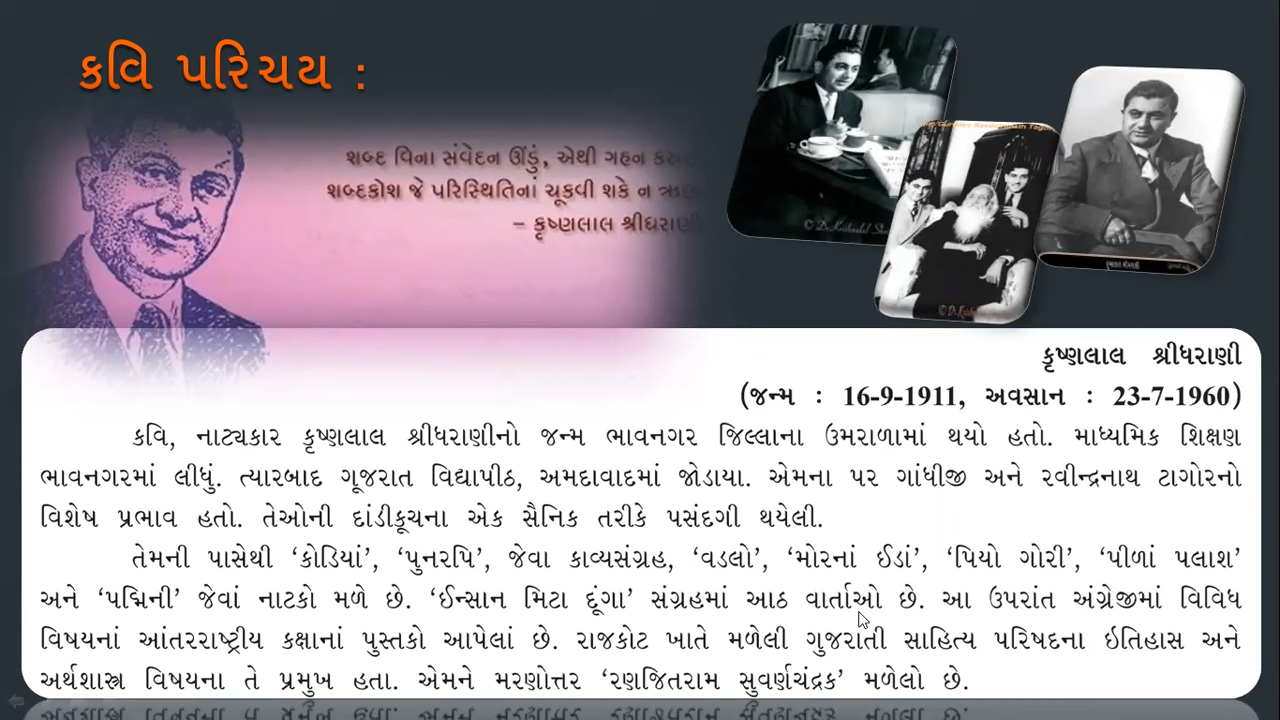 કવિ પરિચય :
શબ્દ વિના સંવેદન ઊંડું, એથી ગહન
શબ્દકોશ જે પરિસ્થિતિનાં ચૂકવી શકે ન ઋણ
– કૃષ્ણલાલ શ્રીધરાણી
કૃષ્ણલાલ શ્રીધરાણી
(જન્મ : 16-9-1911, અવસાન : 23-7-1960)
કવિ, નાટ્યકાર કૃષ્ણલાલ શ્રીધરાણીનો જન્મ ભાવનગર જિલ્લાના ઉમરાળામાં થયો હતો. માધ્યમિક શિક્ષણ
ભાવનગરમાં લીધું. ત્યારબાદ ગૂજરાત વિદ્યાપીઠ, અમદાવાદમાં જોડાયા. એમના પર ગાંધીજી અને રવીન્દ્રનાથ ટાગોરનો
વિશેષ પ્રભાવ હતો. તેઓની દાંડીકૂચના એક સૈનિક તરીકે પસંદગી થયેલી.
તેમની પાસેથી ‘કોડિયાં’, ‘પુનરપિ’, જેવા કાવ્યસંગ્રહ, ‘વડલો’, ‘મોરનાં ઈંડાં’, ‘પિયો ગોરી’, ‘પીળાં પલાશ’
અને ‘પદ્મિની’ જેવાં નાટકો મળે છે. ‘ઈન્સાન મિટા દૂંગા’ સંગ્રહમાં આઠ વાર્તાઓ છે. આ ઉપરાંત અંગ્રેજીમાં વિવિધ
વિષયનાં આંતરરાષ્ટ્રીય કક્ષાનાં પુસ્તકો આપેલાં છે. રાજકોટ ખાતે મળેલી ગુજરાતી સાહિત્ય પરિષદના ઇતિહાસ અને
અર્થશાસ્ત્ર વિષયના તે પ્રમુખ હતા. એમને મરણોત્તર ‘રણજિતરામ સુવર્ણચંદ્રક’ મળેલો છે.